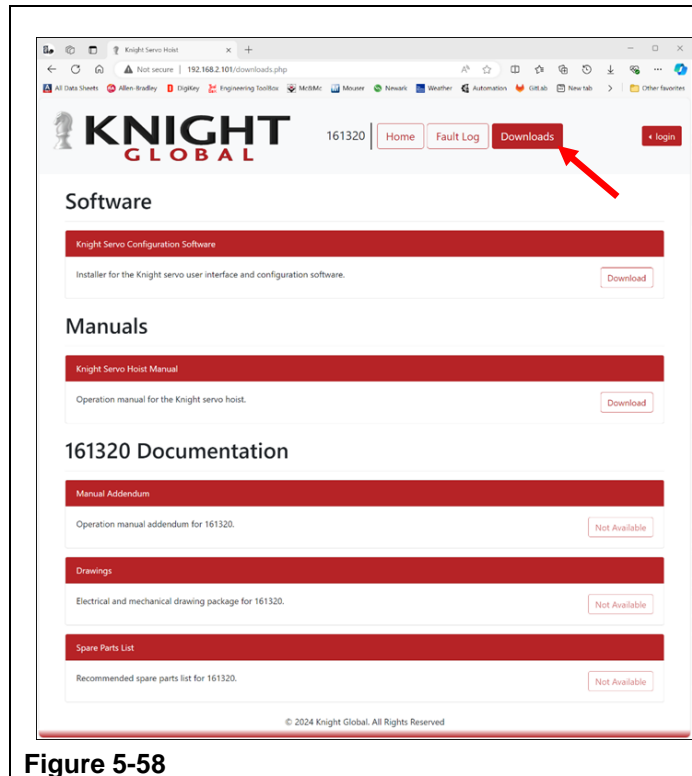 Knight Servo Hoist
Not secure | 192.168.2.101/downloads.php
All Data Sheets Allen-Bradley DigiKey Engineering ToolBox McMMc Mouser Newark Weather Automation GitLab New tab Other favorites
KNIGHT
GLOBAL
161320 Home Fault Log Downloads login
Software
Knight Servo Configuration Software
Installer for the Knight servo user interface and configuration software. Download
Manuals
Knight Servo Hoist Manual
Operation manual for the Knight servo hoist. Download
161320 Documentation
Manual Addendum
Operation manual addendum for 161320. Not Available
Drawings
Electrical and mechanical drawing package for 161320. Not Available
Spare Parts List
Recommended spare parts list for 161320. Not Available
© 2024 Knight Global. All Rights Reserved
Figure 5-58